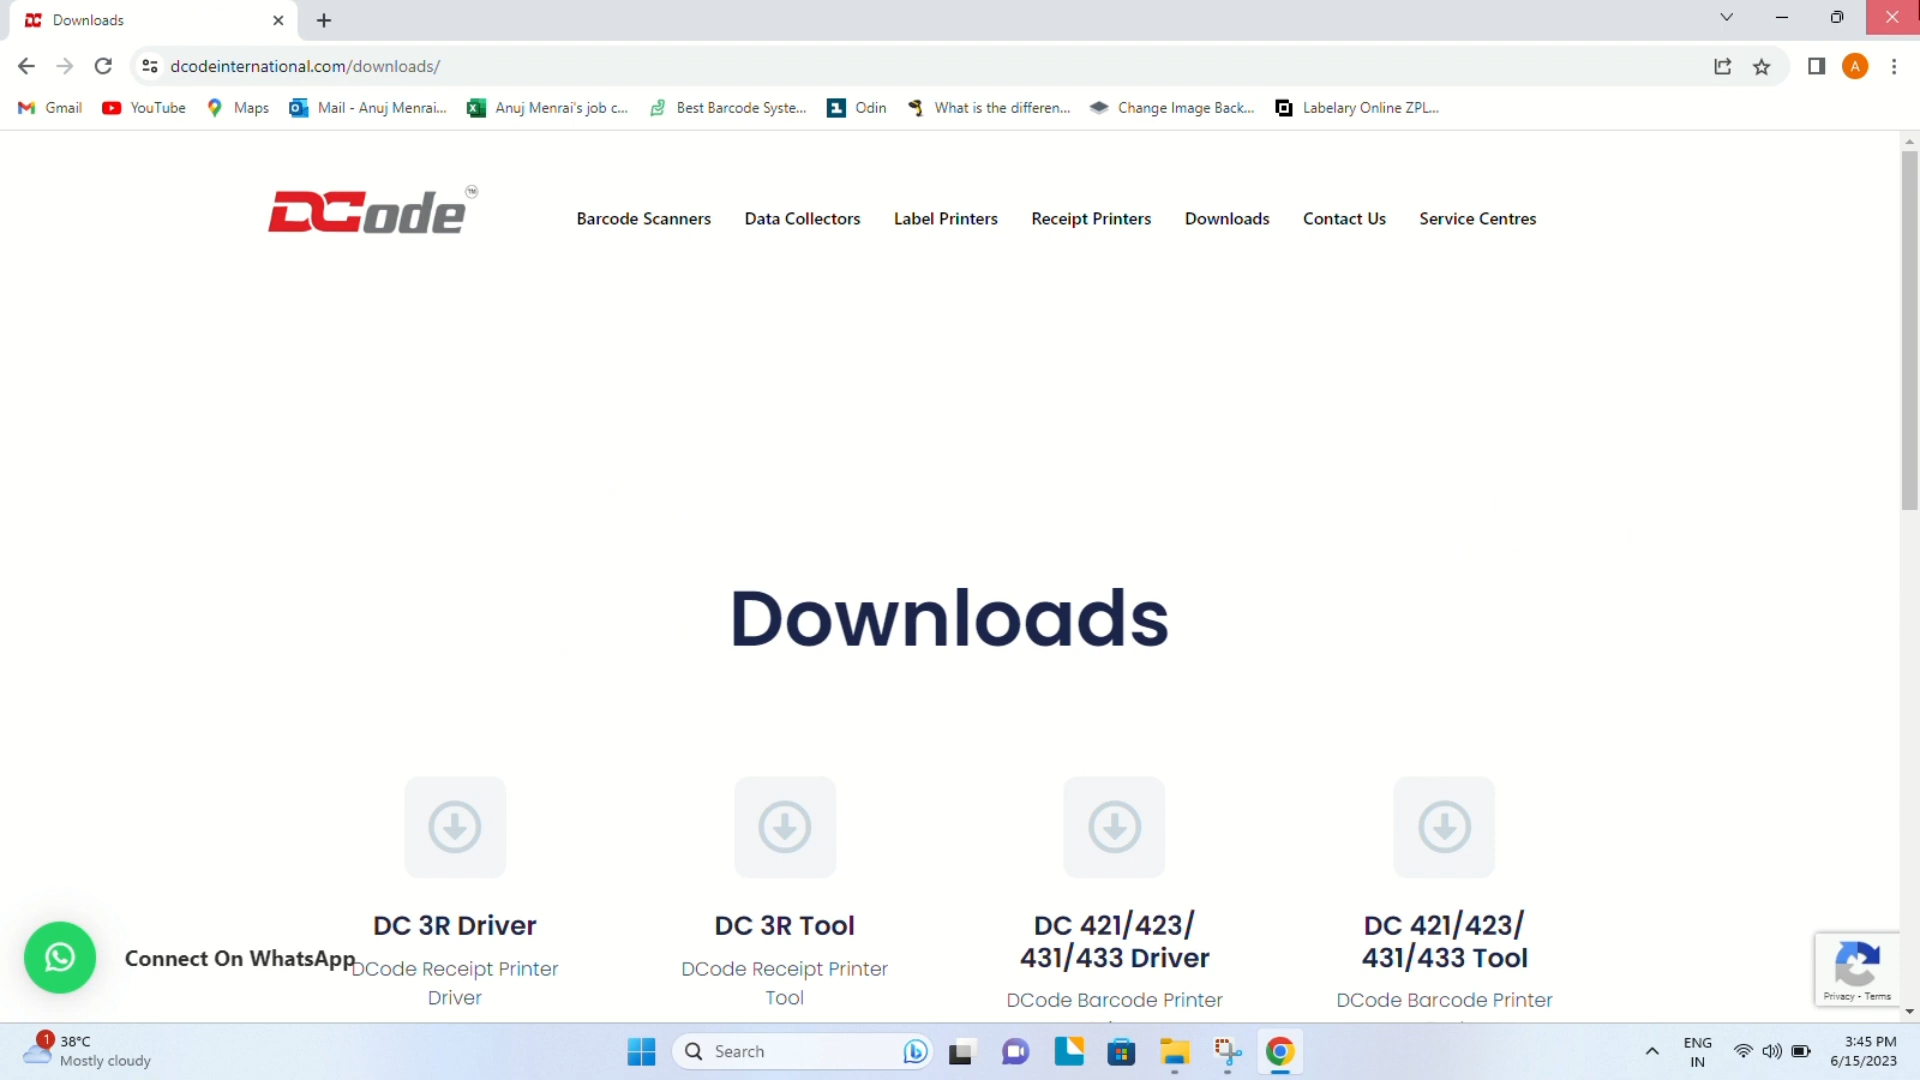 Downloads
dcodeinternational.com/downloads/
Gmail YouTube Maps Mail - Anuj Menrai... Anuj Menrai's job c... Best Barcode Syste... Odin What is the differen... Change Image Back... Labelary Online ZPL...
DCode TM
Barcode Scanners Data Collectors Label Printers Receipt Printers Downloads Contact Us Service Centres
Downloads
DC 3R Driver
DCode Receipt Printer
Driver
DC 3R Tool
DCode Receipt Printer
Tool
DC 421/423/
431/433 Driver
DCode Barcode Printer
DC 421/423/
431/433 Tool
DCode Barcode Printer
Connect On WhatsApp
Privacy - Terms
A
1
38°C
Mostly cloudy
Search
ENG
IN
3:45 PM
6/15/2023